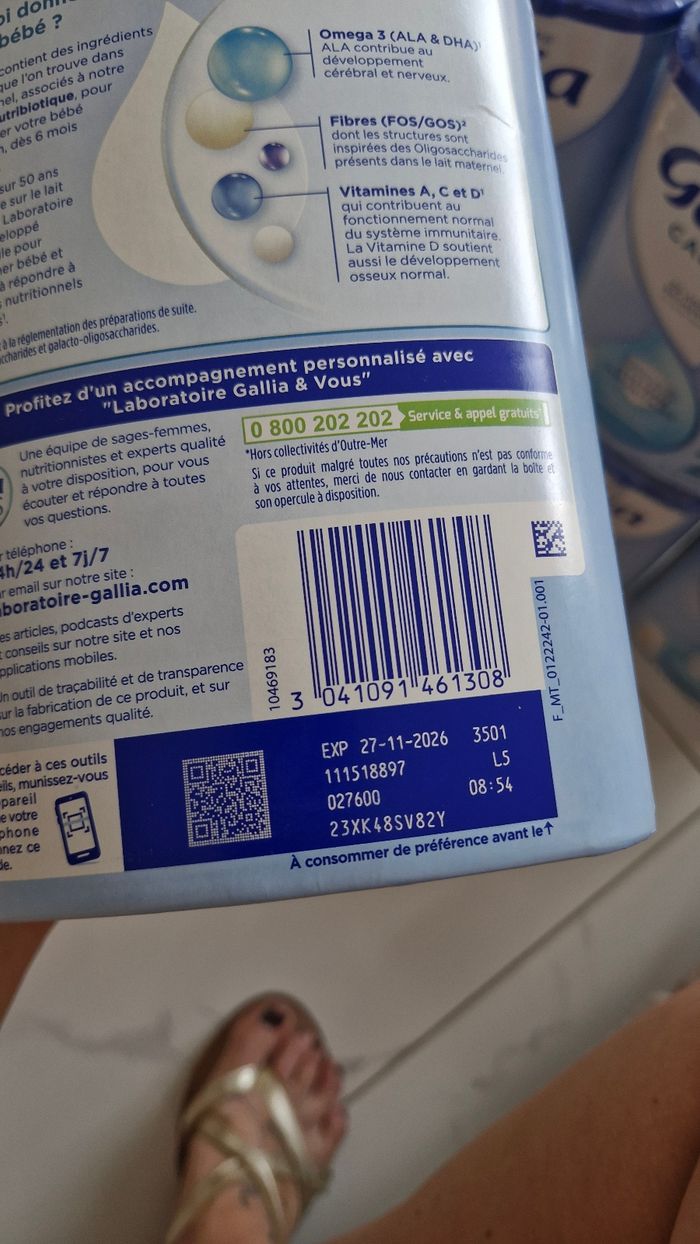 bébé ?
contient des ingrédients
que l'on trouve dans
associés à notre
pour
er votre bébé
dès 6 mois
sur 50 ans
e sur le lait
Laboratoire
le pour
er bébé et
à répondre à
nutritionnels
Omega 3 (ALA & DHA)¹
ALA contribue au
développement
cérébral et nerveux.
Fibres (FOS/GOS)²
dont les structures sont
inspirées des Oligosaccharides
présents dans le lait maternel.
Vitamines A, C et D¹
qui contribuent au
fonctionnement normal
du système immunitaire.
La Vitamine D soutient
aussi le développement
osseux normal.
à la réglementation des préparations de suite.
ccharides et galacto-oligosaccharides.
Profitez d'un accompagnement personnalisé avec
"Laboratoire Gallia & Vous"
Une équipe de sages-femmes,
nutritionnistes et experts qualité
à votre disposition, pour vous
écouter et répondre à toutes
vos questions.
téléphone :
4h/24 et 7j/7
r email sur notre site :
aboratoire-gallia.com
es articles, podcasts d'experts
t conseils sur notre site et nos
pplications mobiles.
Un outil de traçabilité et de transparence
sur la fabrication de ce produit, et sur
nos engagements qualité.
0 800 202 202 Service & appel gratuits*
*Hors collectivités d'Outre-Mer
Si ce produit malgré toutes nos précautions n'est pas conforme
à vos attentes, merci de nous contacter en gardant la boîte et
son opercule à disposition.
10469183
3 041091 461308
F_MT_0122242-01.001
céder à ces outils
ils, munissez-vous
pareil
e votre
phone
nez ce
de.
EXP 27-11-2026 3501
111518897 L5
027600 08:54
23XK48SV82Y
À consommer de préférence avant le↑